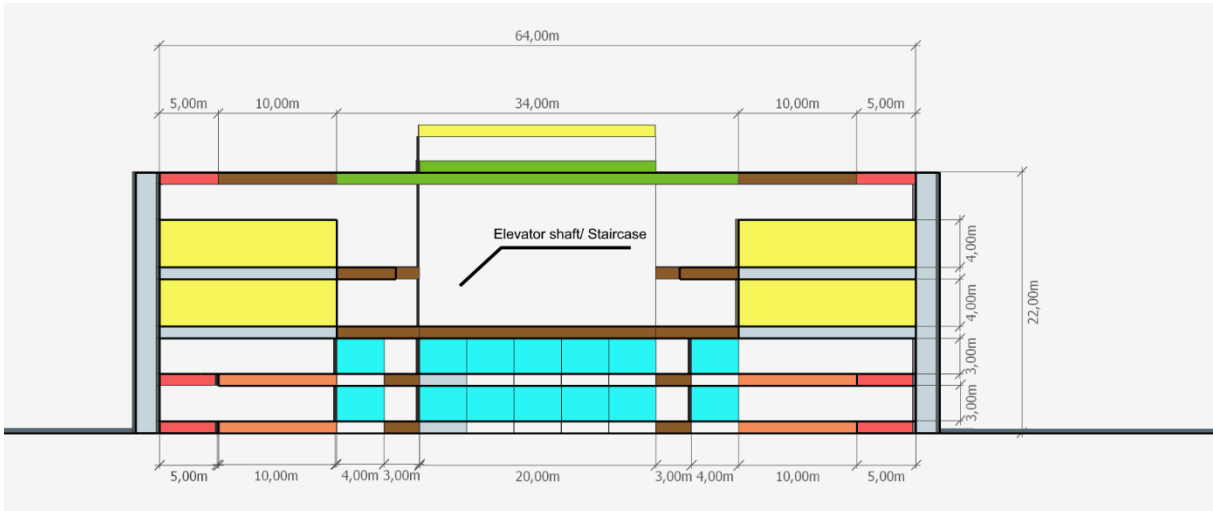 64,00m
5,00m 10,00m 34,00m 10,00m 5,00m
Elevator shaft/ Staircase
4,00m
4,00m
22,00m
3,00m
3,00m
5,00m 10,00m 4,00m 3,00m 20,00m 3,00m 4,00m 10,00m 5,00m